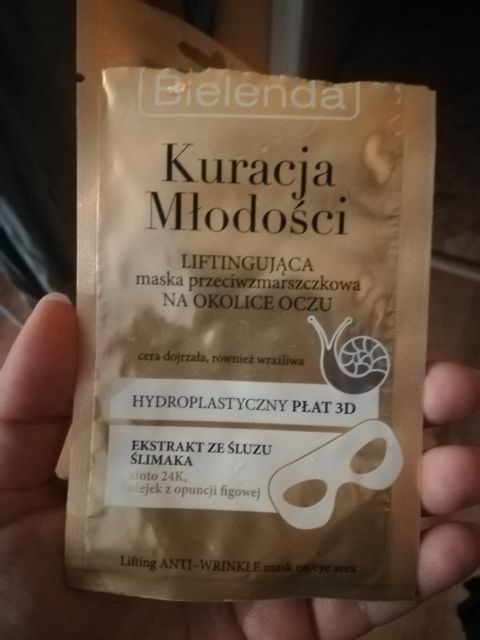 Bielenda
Kuracja
Młodości
LIFTINGUJĄCA
maska przeciwzmarszczkowa
NA OKOLICE OCZU
cera dojrzała, również wrażliwa
HYDROPLASTYCZNY PŁAT 3D
EKSTRAKT ZE ŚLUZU
ŚLIMAKA
złoto 24K,
olejek z opuncji figowej
Lifting ANTI-WRINKLE mask on eye area